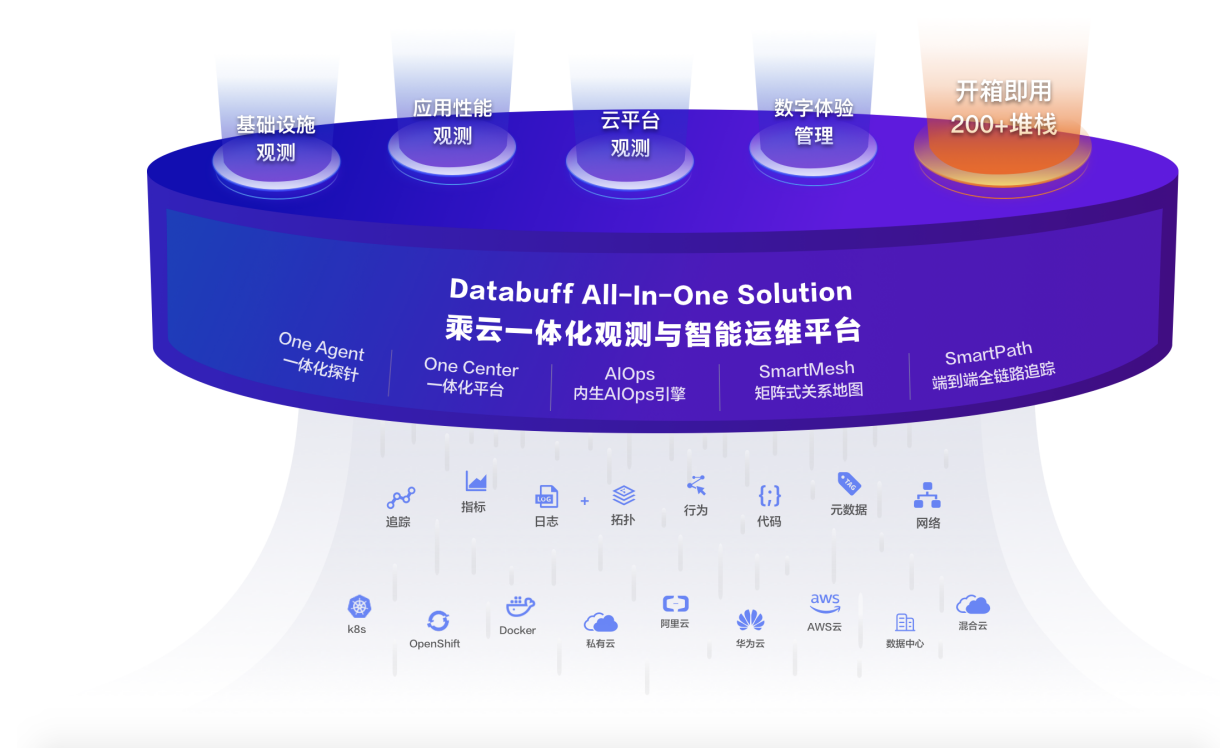 基础设施
观测
应用性能
观测
云平台
观测
数字体验
管理
开箱即用
200+堆栈
Databuff All-In-One Solution
乘云一体化观测与智能运维平台
One Agent
一体化探针
One Center
一体化平台
AIOps
内生AIOps引擎
SmartMesh
矩阵式关系地图
SmartPath
端到端全链路追踪
追踪
指标
LOG
日志
+
拓扑
行为
{;}
代码
TAG
元数据
网络
k8s
OpenShift
Docker
私有云
阿里云
华为云
aws
AWS云
数据中心
混合云